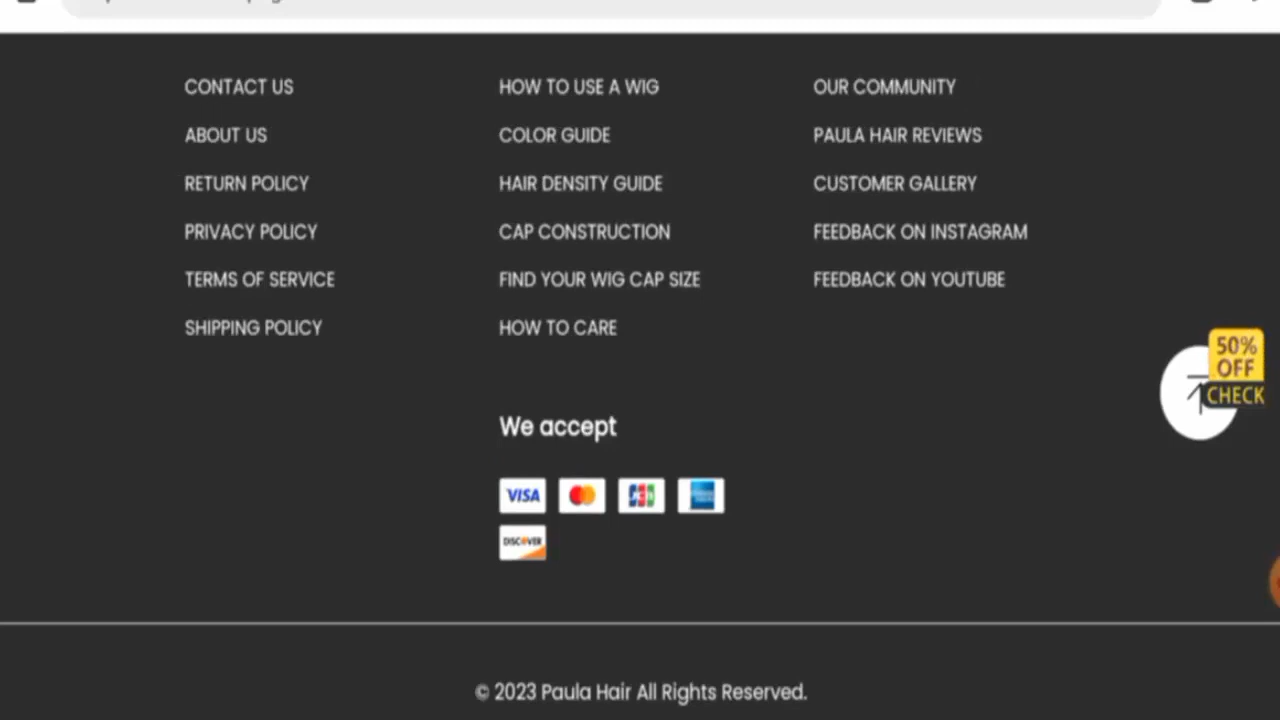 CONTACT US
ABOUT US
RETURN POLICY
PRIVACY POLICY
TERMS OF SERVICE
SHIPPING POLICY
HOW TO USE A WIG
COLOR GUIDE
HAIR DENSITY GUIDE
CAP CONSTRUCTION
FIND YOUR WIG CAP SIZE
HOW TO CARE
OUR COMMUNITY
PAULA HAIR REVIEWS
CUSTOMER GALLERY
FEEDBACK ON INSTAGRAM
FEEDBACK ON YOUTUBE
50%
OFF
CHECK
We accept
VISA
JCB
DISCOVER
© 2023 Paula Hair All Rights Reserved.